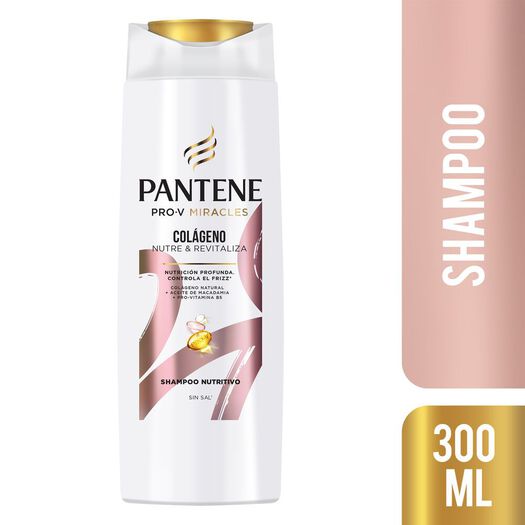 PANTENE
PRO-V MIRACLES
COLÁGENO
NUTRE & REVITALIZA
NUTRICIÓN PROFUNDA.
CONTROLA EL FRIZZ*
COLÁGENO NATURAL
+ ACEITE DE MACADAMIA
+ PRO-VITAMINA B5
SHAMPOO NUTRITIVO
SIN SAL¹
SHAMPOO
300
ML